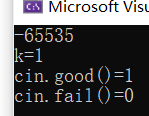 Microsoft Visu
-65535
k=1
cin.good()=1
cin.fail()=0